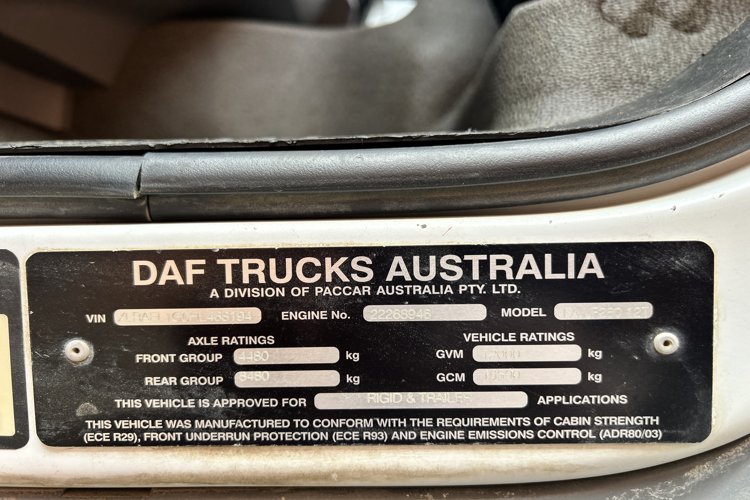 DAF TRUCKS AUSTRALIA
A DIVISION OF PACCAR AUSTRALIA PTY. LTD.
VIN ENGINE No. 22268946 MODEL
AXLE RATINGS VEHICLE RATINGS
FRONT GROUP 4480 kg GVM kg
REAR GROUP 8480 kg GCM kg
THIS VEHICLE IS APPROVED FOR RIGID & TRAILER APPLICATIONS
THIS VEHICLE WAS MANUFACTURED TO CONFORM WITH THE REQUIREMENTS OF CABIN STRENGTH
(ECE R29), FRONT UNDERRUN PROTECTION (ECE R93) AND ENGINE EMISSIONS CONTROL (ADR80/03)